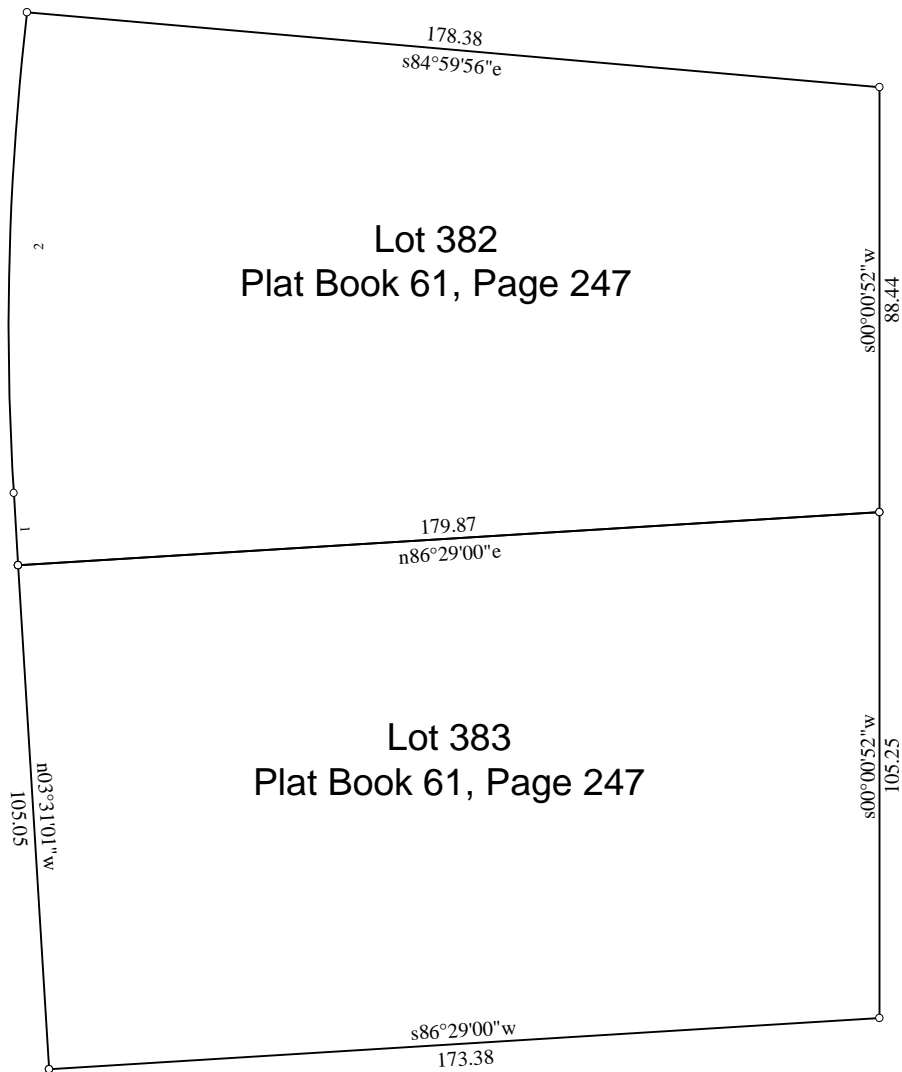 178.38
s84°59'56"e
2
Lot 382
Plat Book 61, Page 247
s00°00'52"w
88.44
1
179.87
n86°29'00"e
Lot 383
Plat Book 61, Page 247
n03°31'01"w
105.05
s00°00'52"w
105.25
s86°29'00"w
173.38